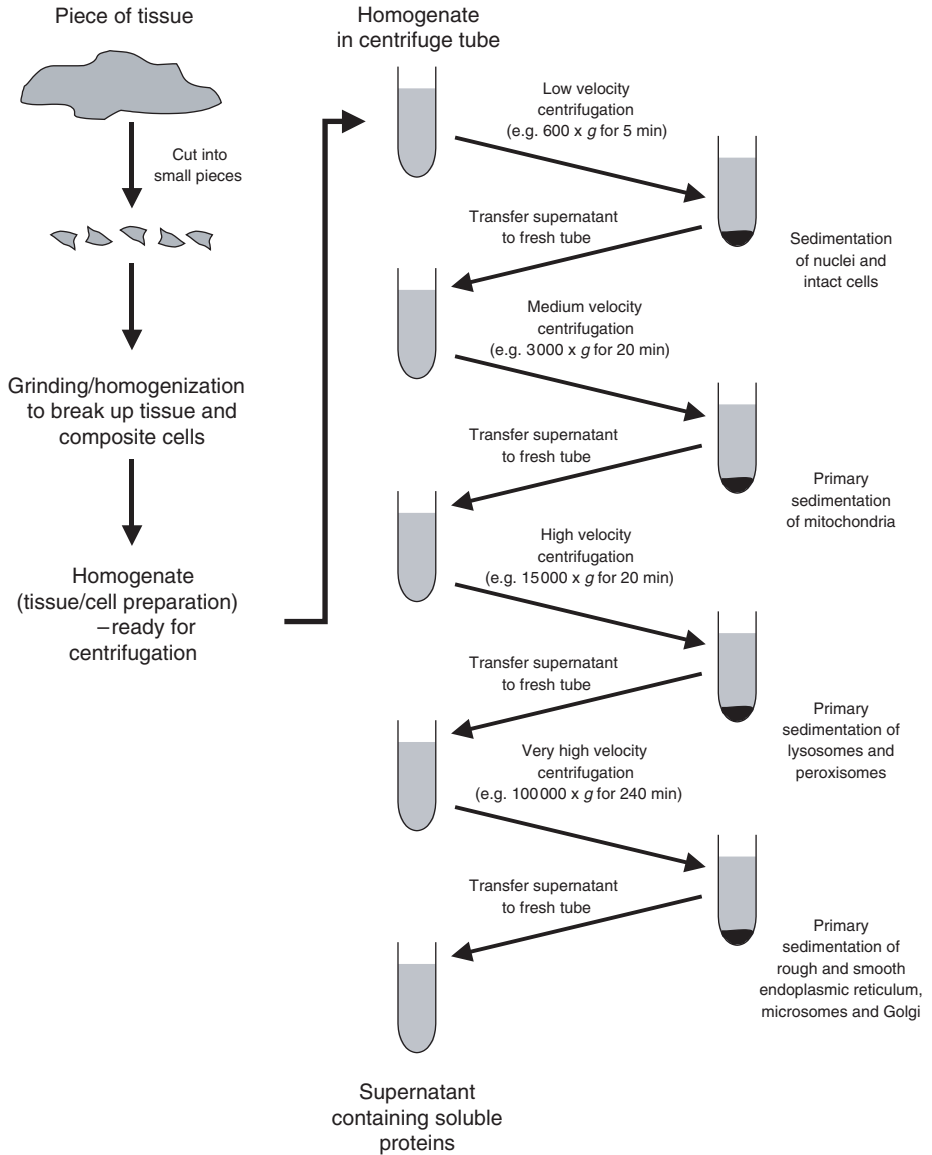 Piece of tissue
Cut into
small pieces
Grinding/homogenization
to break up tissue and
composite cells
Homogenate
(tissue/cell preparation)
–ready for
centrifugation
Homogenate
in centrifuge tube
Low velocity
centrifugation
(e.g. 600 x g for 5 min)
Sedimentation
of nuclei and
intact cells
Transfer supernatant
to fresh tube
Medium velocity
centrifugation
(e.g. 3000 x g for 20 min)
Primary
sedimentation
of mitochondria
Transfer supernatant
to fresh tube
High velocity
centrifugation
(e.g. 15000 x g for 20 min)
Primary
sedimentation of
lysosomes and
peroxisomes
Transfer supernatant
to fresh tube
Very high velocity
centrifugation
(e.g. 100000 x g for 240 min)
Primary
sedimentation of
rough and smooth
endoplasmic reticulum,
microsomes and Golgi
Transfer supernatant
to fresh tube
Supernatant
containing soluble
proteins